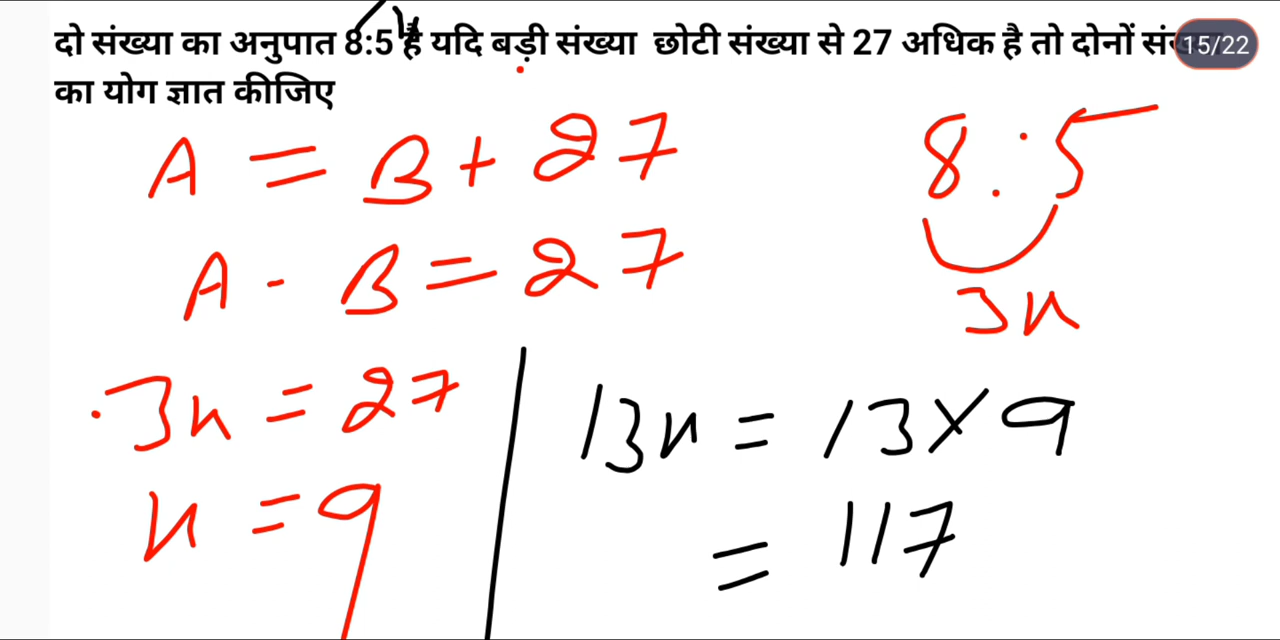 दो संख्या का अनुपात 8:5 है यदि बड़ी संख्या छोटी संख्या से 27 अधिक है तो दोनों
15/22
का योग ज्ञात कीजिए
A = B + 27
8:5
A - B = 27
3x
3x = 27
13x = 13 × 9
x = 9
= 117